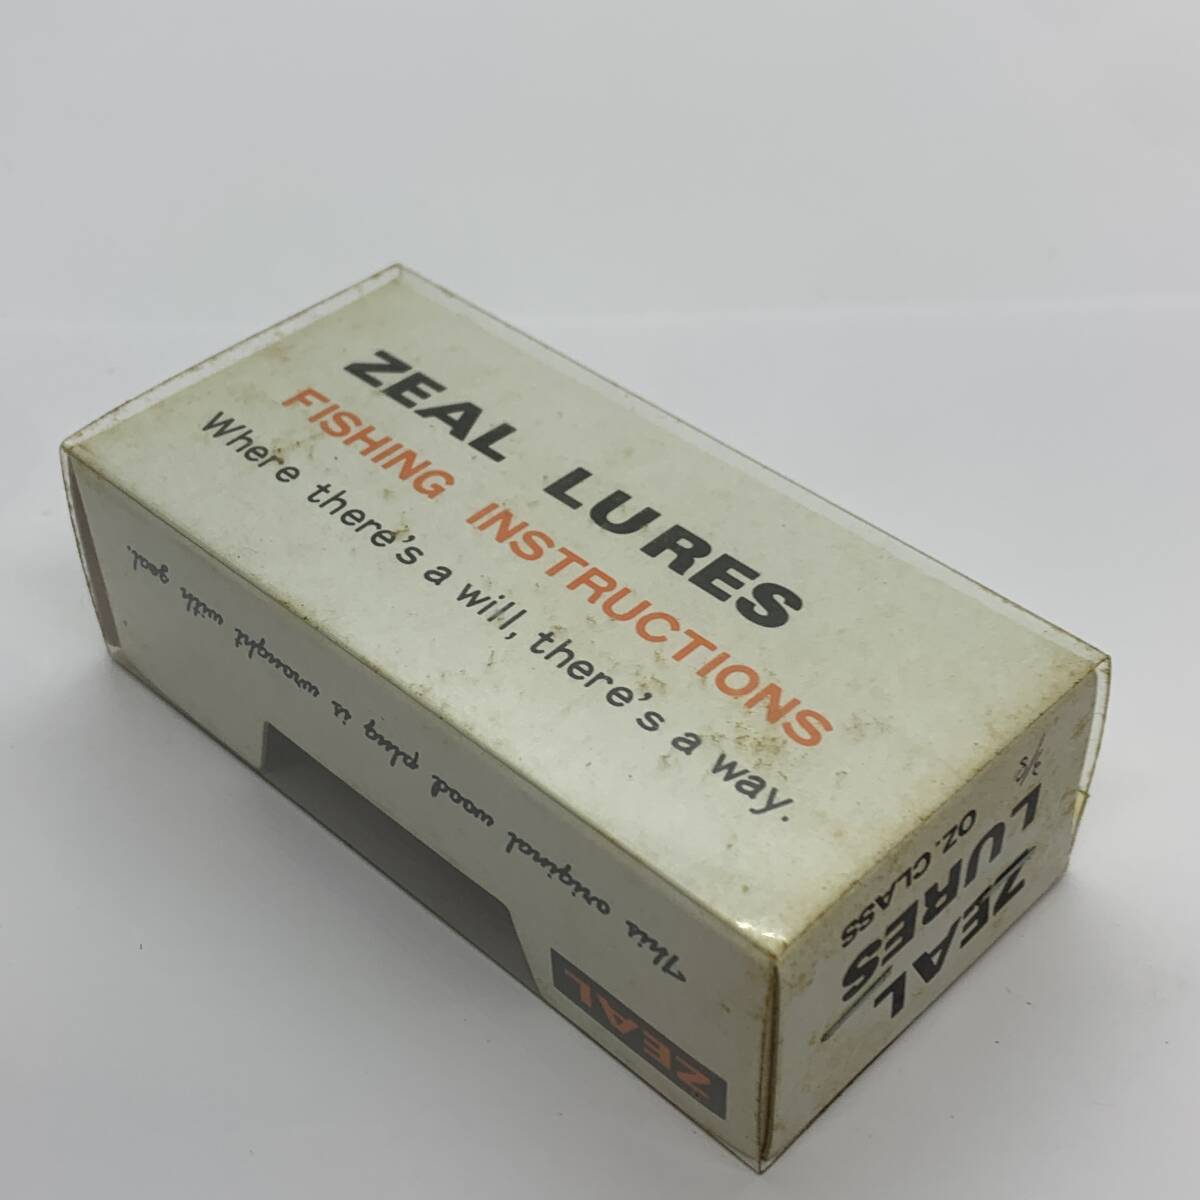 ZEAL LURES
FISHING INSTRUCTIONS
Where there's a will, there's a way.
This original wood plug is wrought with geal.
ZEAL
ZEAL
LURES
OZ. CLASS